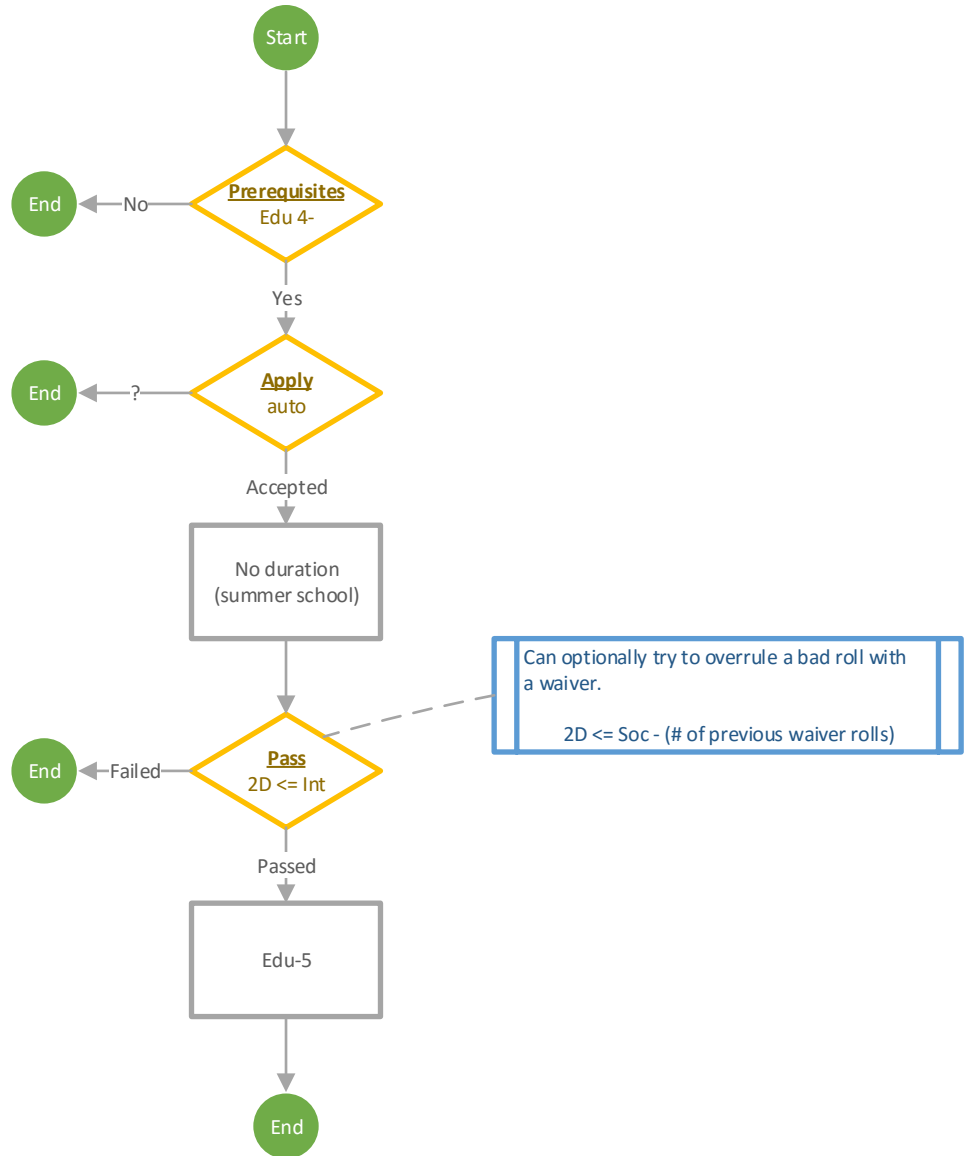 Start
Prerequisites
Edu 4-
End
No
Yes
Apply
auto
End
?
Accepted
No duration
(summer school)
Can optionally try to overrule a bad roll with
a waiver.
2D <= Soc - (# of previous waiver rolls)
Pass
2D <= Int
End
Failed
Passed
Edu-5
End